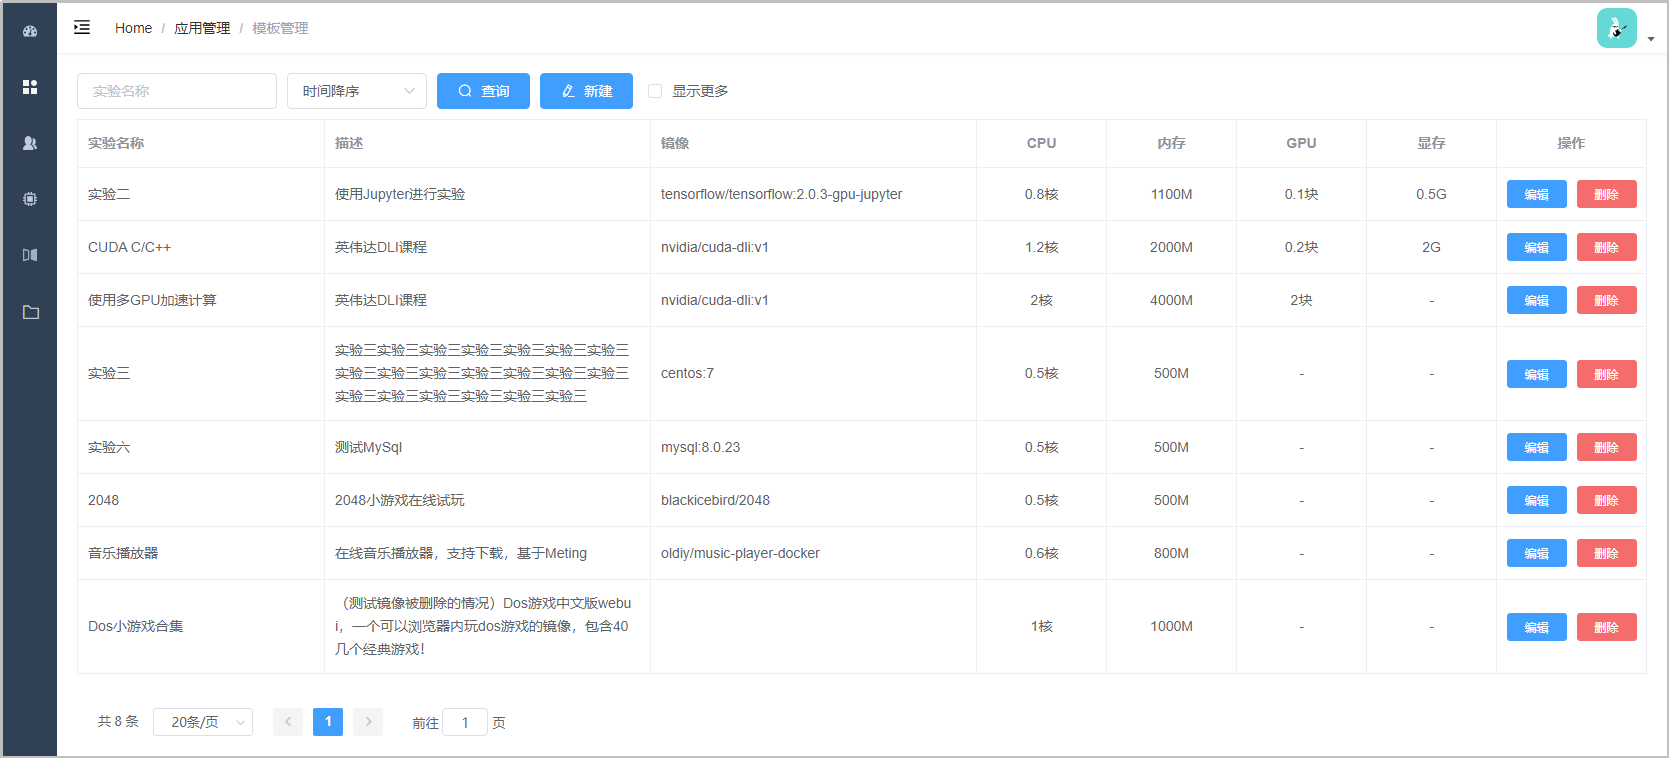 Home / 应用管理 / 模板管理
实验名称 时间降序 查询 新建 显示更多
实验名称 描述 镜像 CPU 内存 GPU 显存 操作
实验二 使用Jupyter进行实验 tensorflow/tensorflow:2.0.3-gpu-jupyter 0.8核 1100M 0.1块 0.5G 编辑 删除
CUDA C/C++ 英伟达DLI课程 nvidia/cuda-dli:v1 1.2核 2000M 0.2块 2G 编辑 删除
使用多GPU加速计算 英伟达DLI课程 nvidia/cuda-dli:v1 2核 4000M 2块 - 编辑 删除
实验三实验三实验三实验三实验三实验三实验三
实验三 实验三实验三实验三实验三实验三实验三实验三 centos:7 0.5核 500M - - 编辑 删除
实验三实验三实验三实验三实验三实验三
实验六 测试MySql mysql:8.0.23 0.5核 500M - - 编辑 删除
2048 2048小游戏在线试玩 blackicebird/2048 0.5核 500M - - 编辑 删除
音乐播放器 在线音乐播放器，支持下载，基于Meting oldiy/music-player-docker 0.6核 800M - - 编辑 删除
（测试镜像被删除的情况）Dos游戏中文版webu
Dos小游戏合集 i，一个可以浏览器内玩dos游戏的镜像，包含40 1核 1000M - - 编辑 删除
几个经典游戏！
共 8 条 20条/页 1 前往 1 页